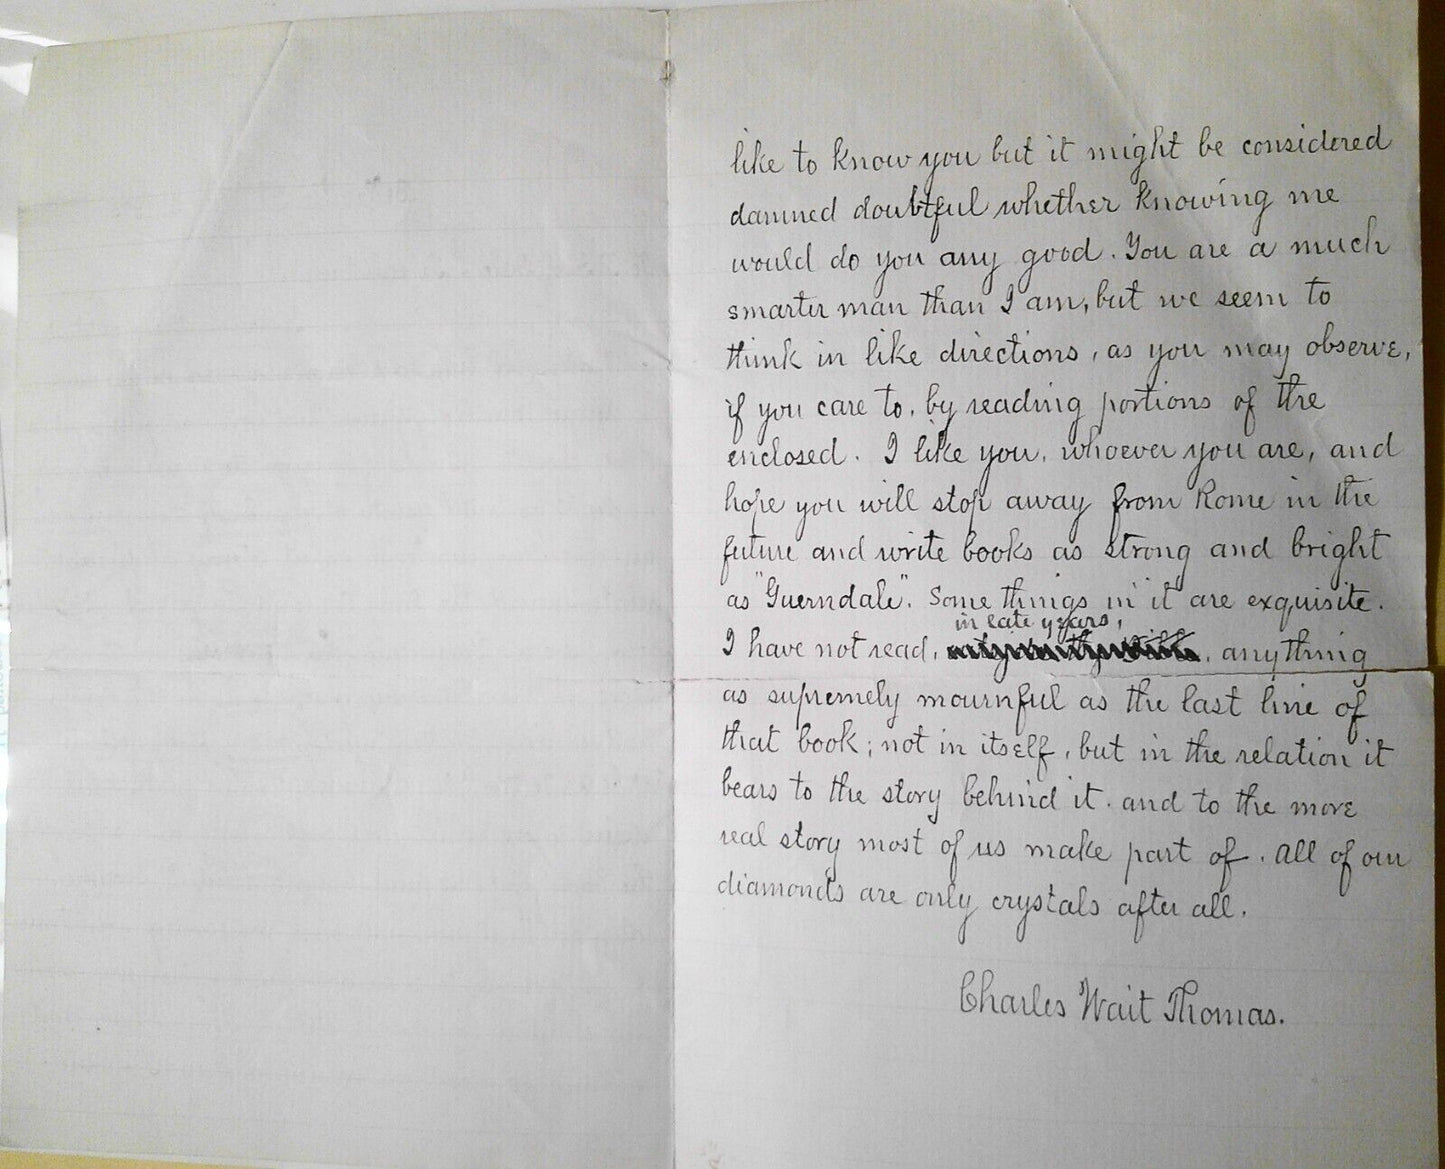 like to know you but it might be considered
damned doubtful whether knowing me
would do you any good. You are a much
smarter man than I am, but we seem to
think in like directions, as you may observe,
if you care to, by reading portions of the
enclosed. I like you, whoever you are, and
hope you will stop away from Rome in the
future and write books as strong and bright
as "Guerndale". Some things in it are exquisite.
in late years,
I have not read, , anything
as supremely mournful as the last line of
that book; not in itself, but in the relation it
bears to the story behind it. and to the more
real story most of us make part of. All of our
diamonds are only crystals after all.
Charles Wait Thomas.